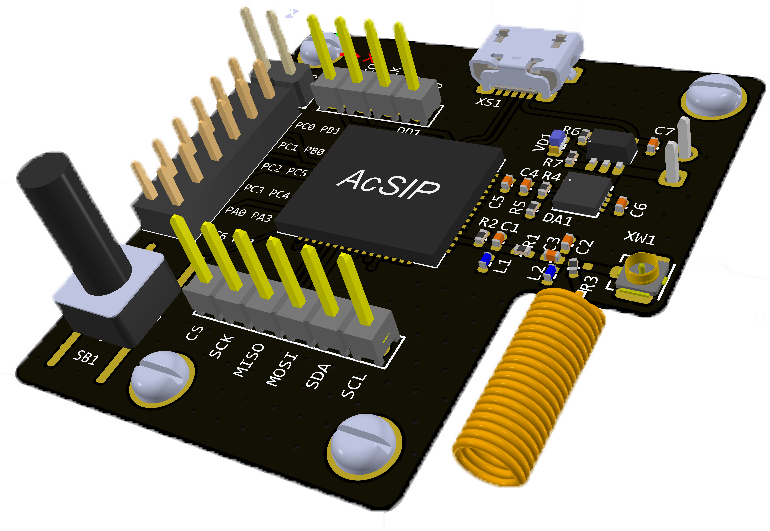 XS1
C7
R6
VD1
R7
DD1
PC0 PD1
PC1 PB0
PC2 PC5
PC3 PC4
PA0 PA3
AcSIP
C4 R4
C5
R5
DA1
C6
XW1
R2 C1
R1
C3 C2
L1
L2
R3
CS
SCK
MISO
MOSI
SDA
SCL
SB1